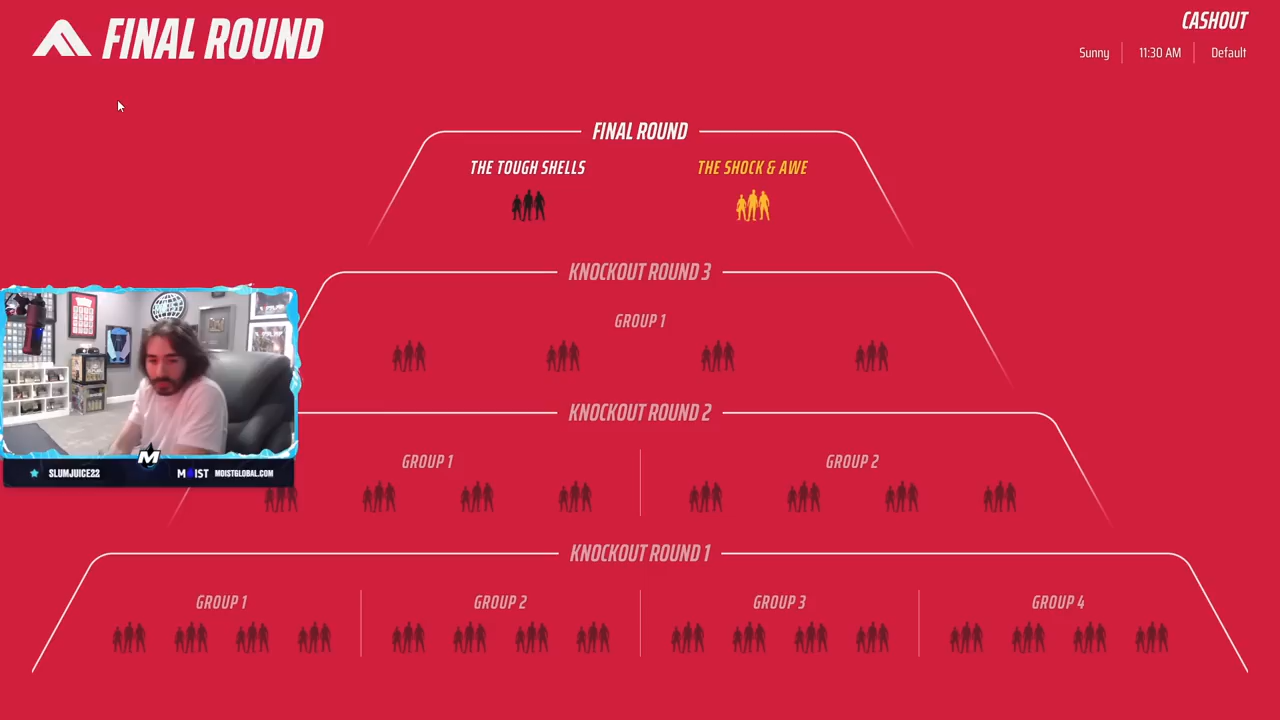 FINAL ROUND
CASHOUT
Sunny
11:30 AM
Default
FINAL ROUND
THE TOUGH SHELLS
THE SHOCK & AWE
KNOCKOUT ROUND 3
GROUP 1
KNOCKOUT ROUND 2
GROUP 1
GROUP 2
M
SLUMJUICE22
MOIST
MOISTGLOBAL.COM
KNOCKOUT ROUND 1
GROUP 1
GROUP 2
GROUP 3
GROUP 4